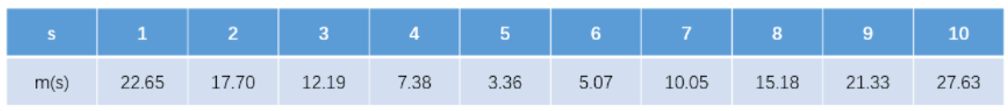 s 1 2 3 4 5 6 7 8 9 10
m(s) 22.65 17.70 12.19 7.38 3.36 5.07 10.05 15.18 21.33 27.63